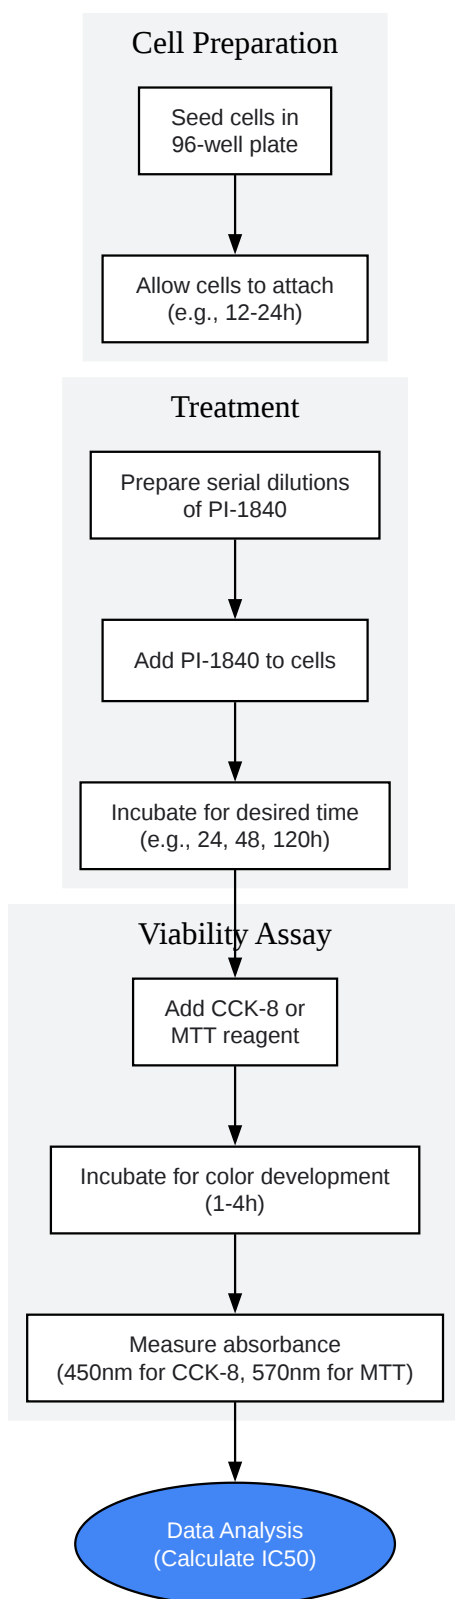 Cell Preparation
Seed cells in
96-well plate
Allow cells to attach
(e.g., 12-24h)
Treatment
Prepare serial dilutions
of PI-1840
Add PI-1840 to cells
Incubate for desired time
(e.g., 24, 48, 120h)
Viability Assay
Add CCK-8 or
MTT reagent
Incubate for color development
(1-4h)
Measure absorbance
(450nm for CCK-8, 570nm for MTT)
Data Analysis
(Calculate IC50)